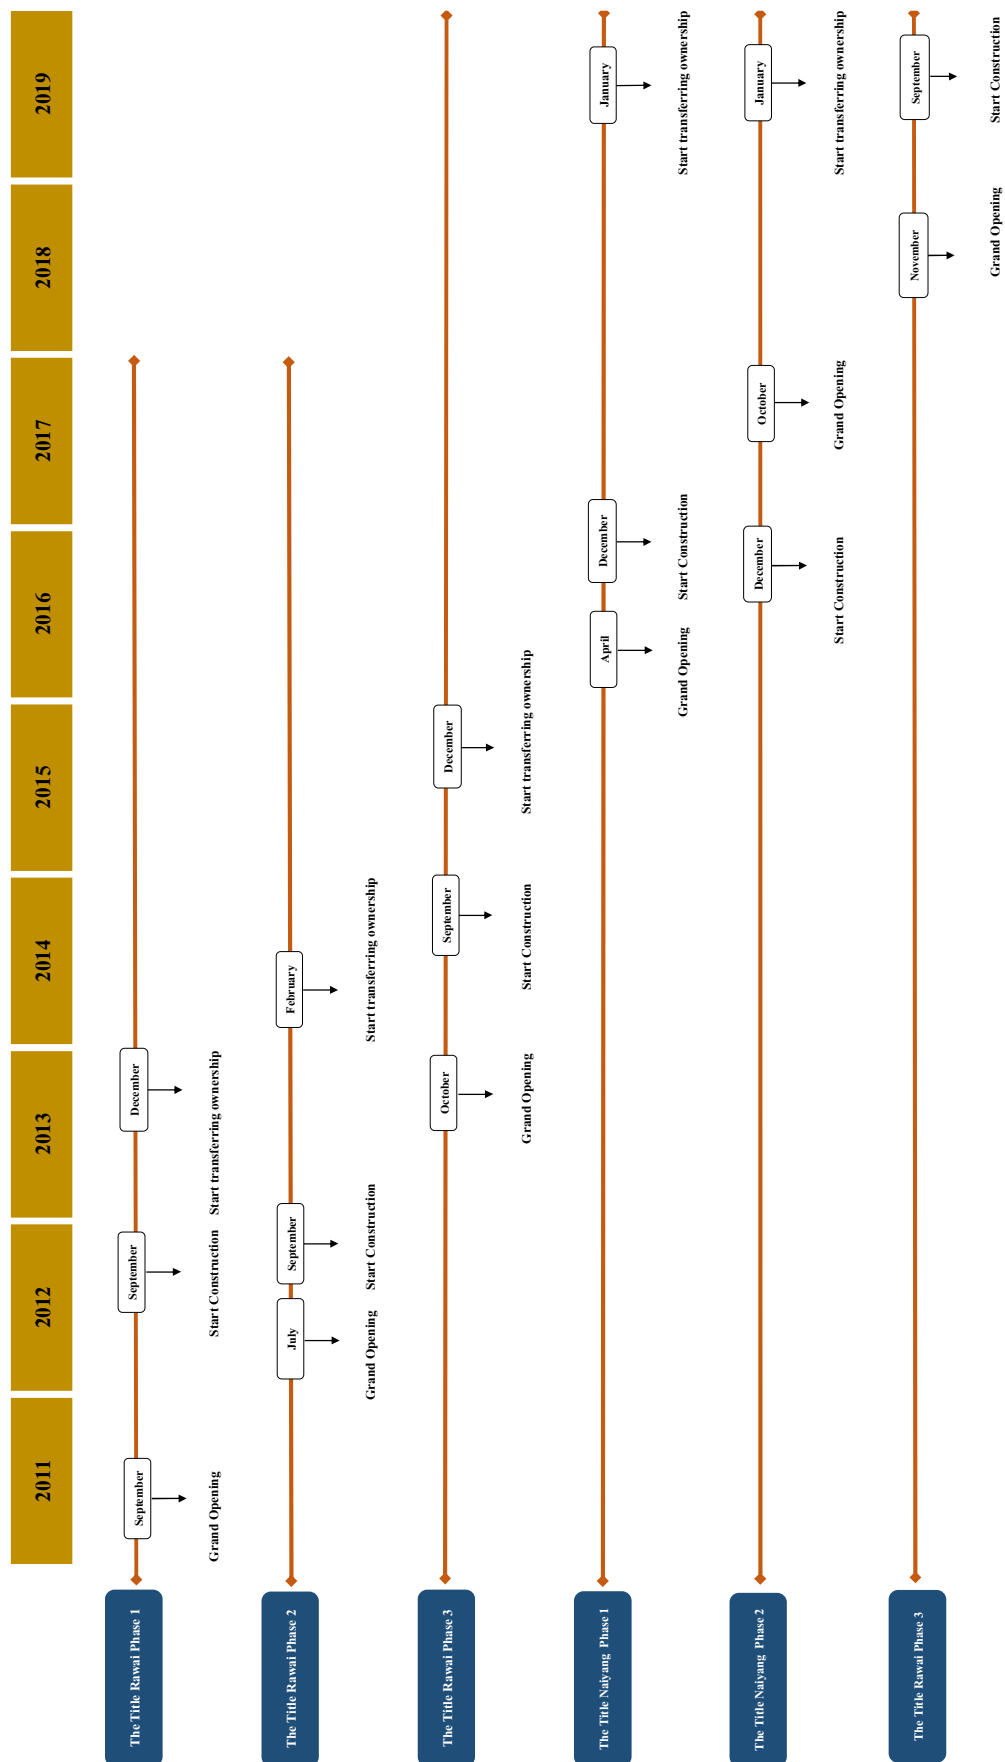 2011
2012
2013
2014
2015
2016
2017
2018
2019
The Title Rawai Phase 1
September
Grand Opening
September
Start Construction
December
Start transferring ownership
The Title Rawai Phase 2
July
Grand Opening
September
Start Construction
February
Start transferring ownership
The Title Rawai Phase 3
October
Grand Opening
September
Start Construction
December
Start transferring ownership
The Title Naiyang Phase 1
April
Grand Opening
December
Start Construction
January
Start transferring ownership
The Title Naiyang Phase 2
December
Start Construction
October
Grand Opening
January
Start transferring ownership
The Title Rawai Phase 3
November
Grand Opening
September
Start Construction